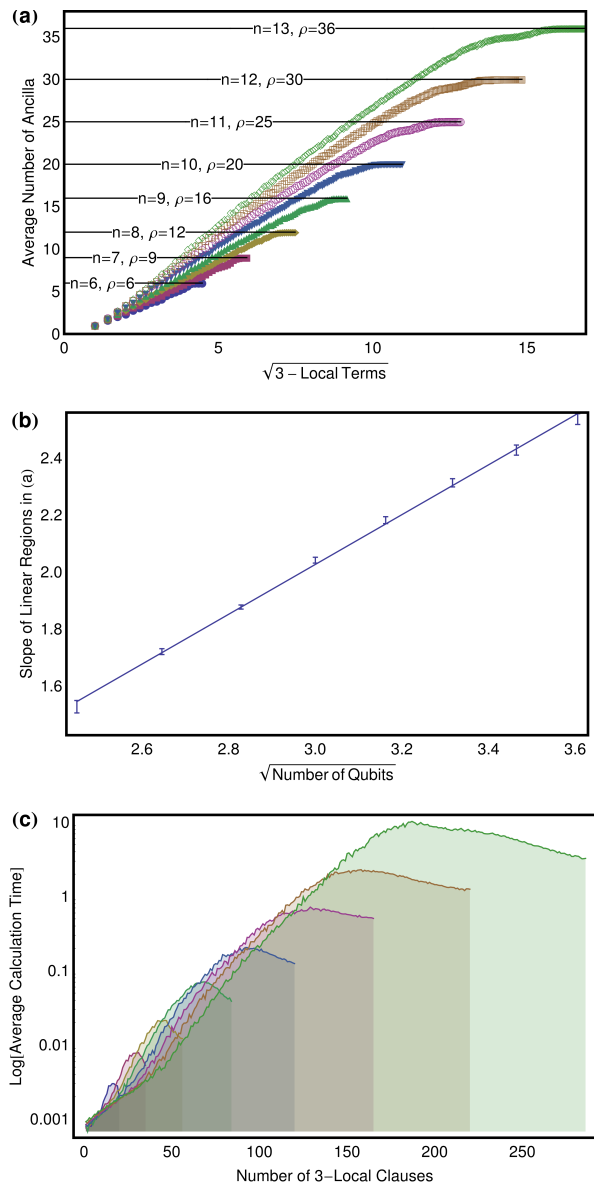 (a)
Average Number of Ancilla
35
30
25
20
15
10
5
0
n=13, ρ=36
n=12, ρ=30
n=11, ρ=25
n=10, ρ=20
n=9, ρ=16
n=8, ρ=12
n=7, ρ=9
n=6, ρ=6
0 5 10 15
√3 − Local Terms
(b)
Slope of Linear Regions in (a)
2.4
2.2
2.0
1.8
1.6
2.6 2.8 3.0 3.2 3.4 3.6
√Number of Qubits
(c)
Log[Average Calculation Time]
10
1
0.1
0.01
0.001
0 50 100 150 200 250
Number of 3−Local Clauses